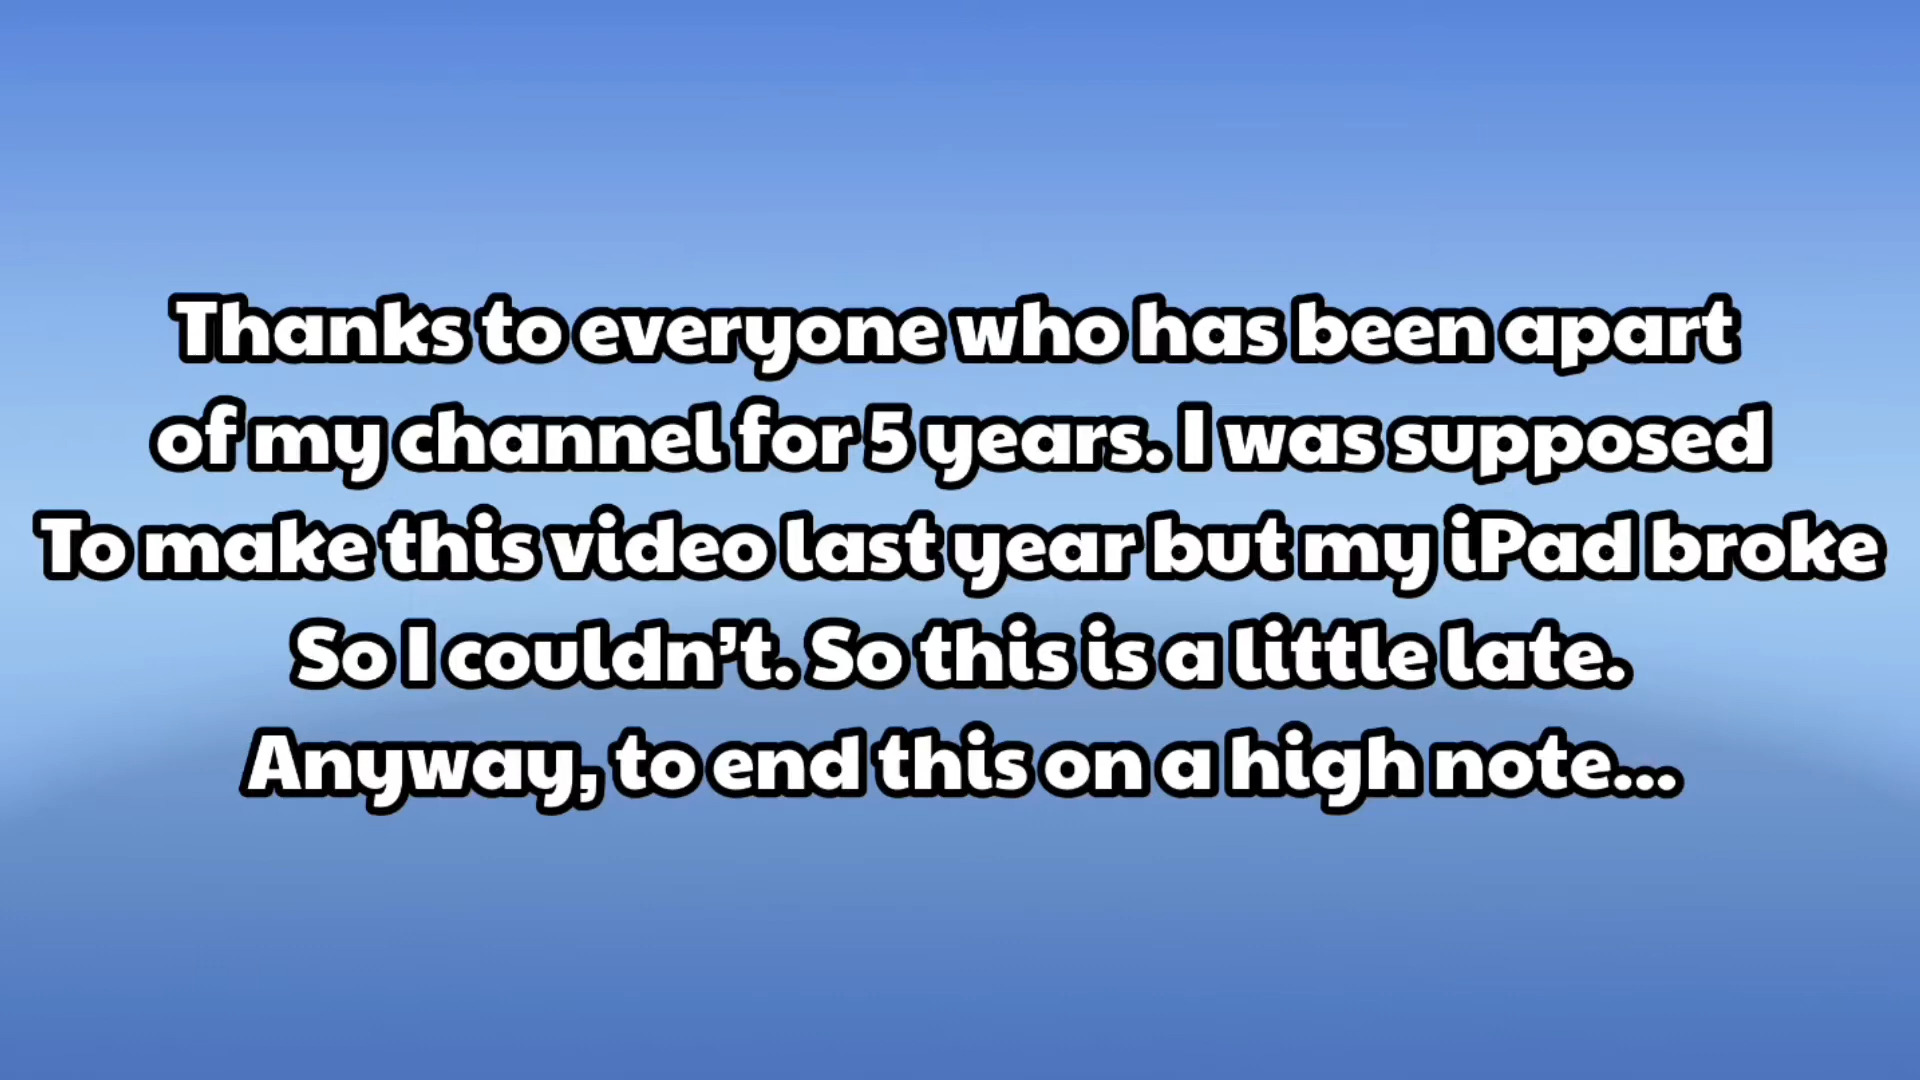 Thanks to everyone who has been apart
of my channel for 5 years. I was supposed
To make this video last year but my iPad broke
So I couldn’t. So this is a little late.
Anyway, to end this on a high note...